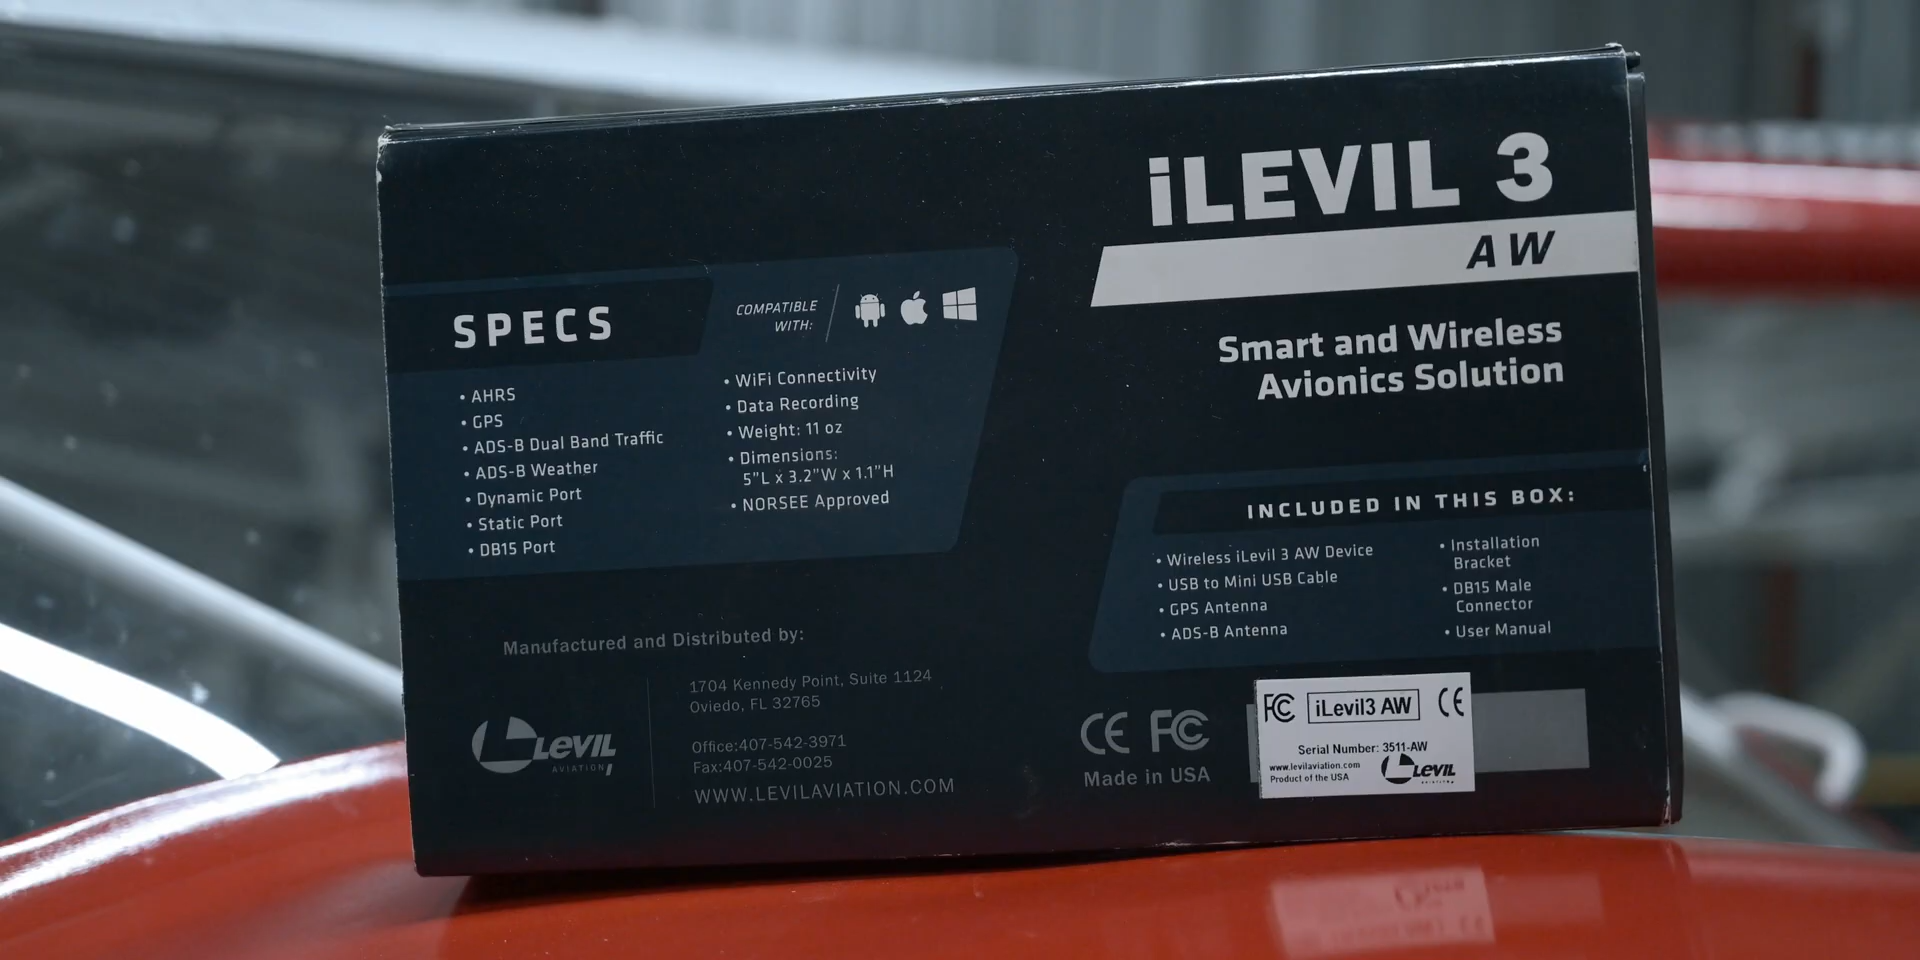 iLEVIL 3
AW
Smart and Wireless
Avionics Solution
SPECS
COMPATIBLE
WITH:
• AHRS
• GPS
• ADS-B Dual Band Traffic
• ADS-B Weather
• Dynamic Port
• Static Port
• DB15 Port
• WiFi Connectivity
• Data Recording
• Weight: 11 oz
• Dimensions:
5"L x 3.2"W x 1.1"H
• NORSEE Approved
INCLUDED IN THIS BOX:
• Wireless iLevil 3 AW Device
• USB to Mini USB Cable
• GPS Antenna
• ADS-B Antenna
• Installation
Bracket
• DB15 Male
Connector
• User Manual
Manufactured and Distributed by:
LEVIL
AVIATION
1704 Kennedy Point, Suite 1124
Oviedo, FL 32765
Office:407-542-3971
Fax:407-542-0025
WWW.LEVILAVIATION.COM
CE FC
Made in USA
FC iLevil3 AW CE
Serial Number: 3511-AW
www.levilaviation.com
Product of the USA
LEVIL